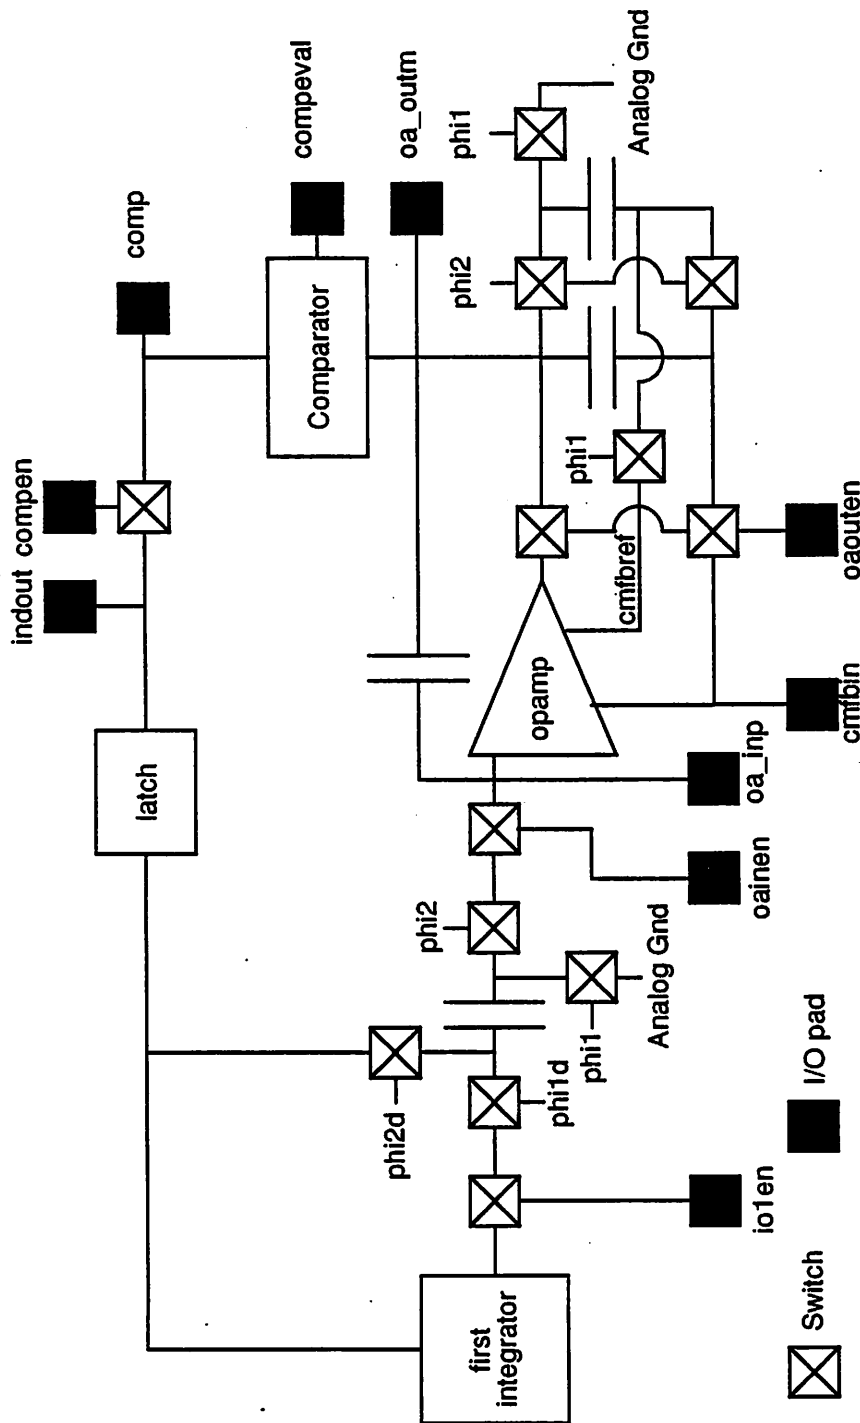 indout
compen
comp
compeval
oa_outm
phi1
Analog Gnd
latch
Comparator
phi2
phi1
opamp
cmfbref
phi2
phi2d
phi1d
phi1
Analog Gnd
first
integrator
io1en
oainen
oa_inp
cmfbin
oaouten
Switch
I/O pad